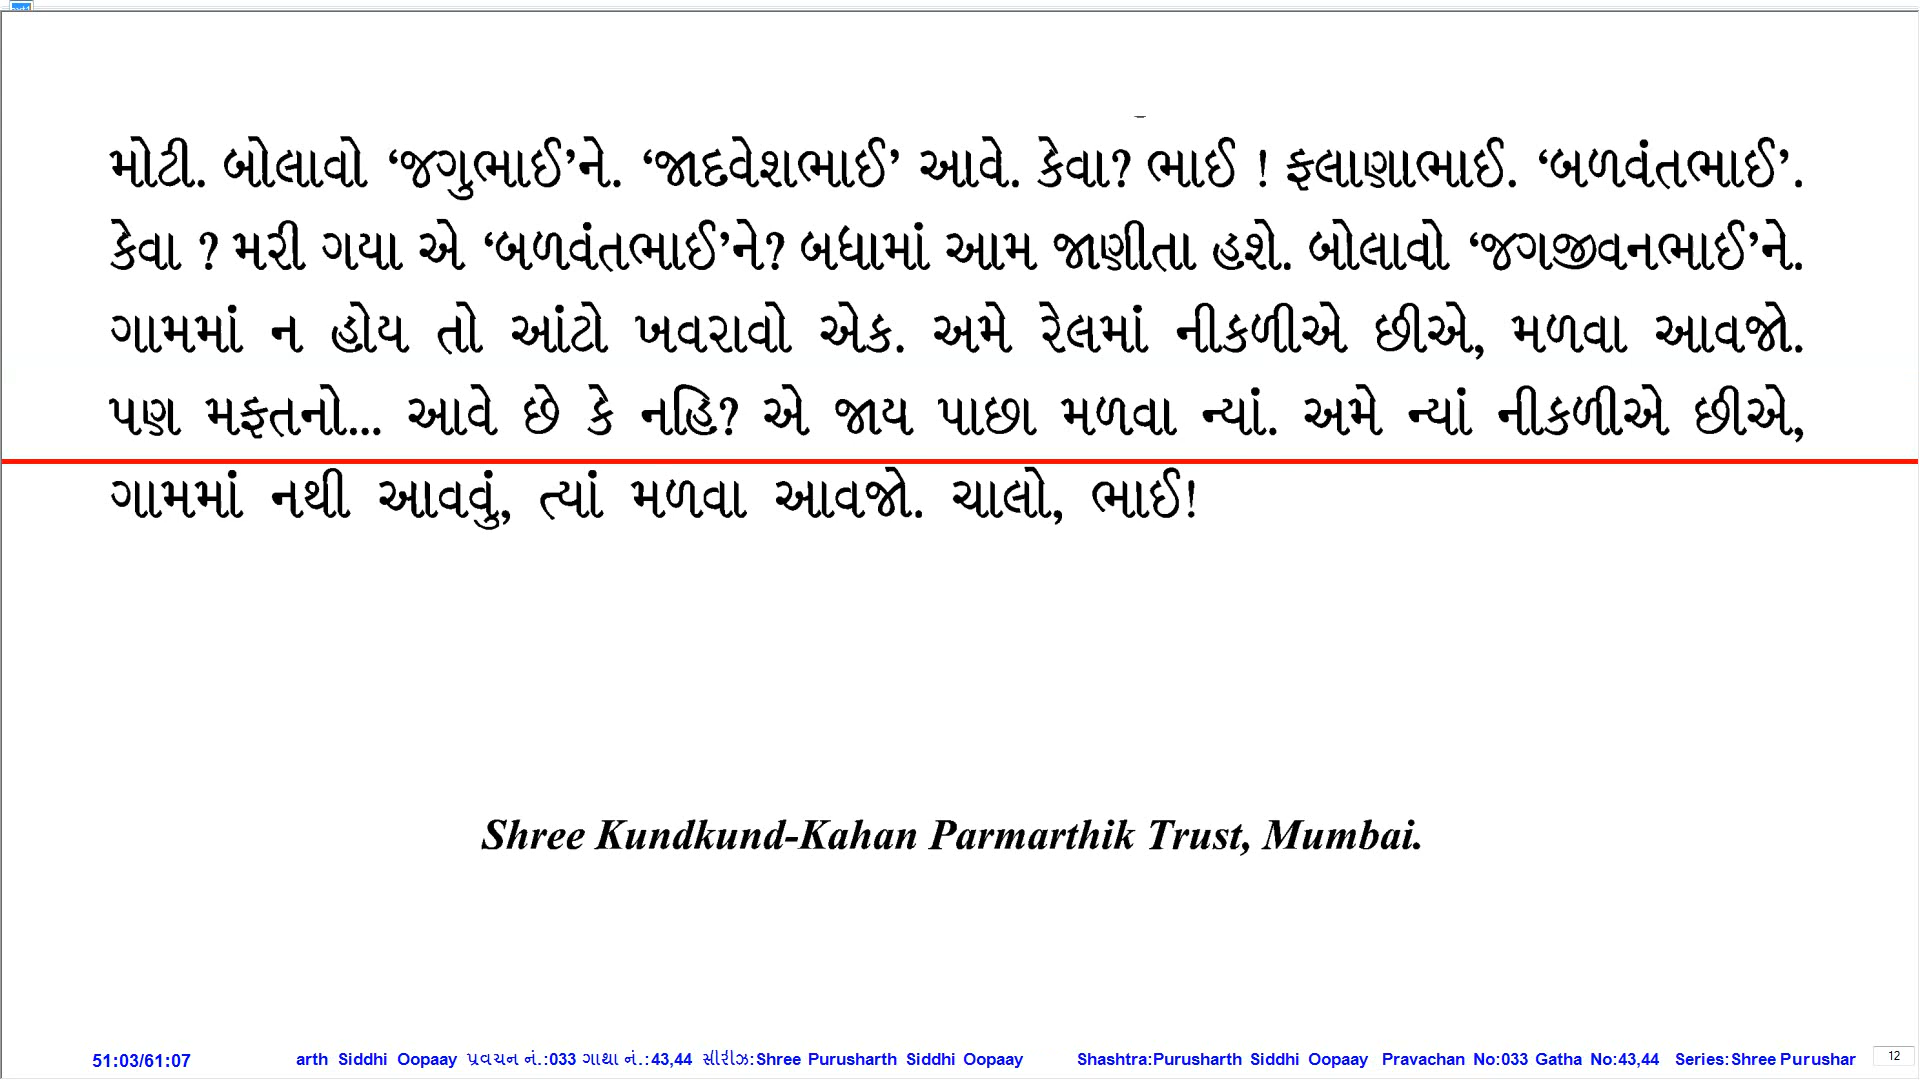 મોટી. બોલાવો ‘જગુભાઈ’ને. ‘જાદવેશભાઈ’ આવે. કેવા? ભાઈ ! ફલાણાભાઈ. ‘બળવંતભાઈ’.
કેવા ? મરી ગયા એ ‘બળવંતભાઈ’ને? બધામાં આમ જાણીતા હશે. બોલાવો ‘જગજીવનભાઈ’ને.
ગામમાં ન હોય તો આંટો ખવરાવો એક. અમે રેલમાં નીકળીએ છીએ, મળવા આવજો.
પણ મફતનો... આવે છે કે નહિ? એ જાય પાછા મળવા ન્યાં. અમે ન્યાં નીકળીએ છીએ,
ગામમાં નથી આવવું, ત્યાં મળવા આવજો. ચાલો, ભાઈ!
Shree Kundkund-Kahan Parmarthik Trust, Mumbai.
51:03/61:07 arth Siddhi Oopaay પ્રવચન નં.:033 ગાથા નં.:43,44 સીરીઝ:Shree Purusharth Siddhi Oopaay Shashtra:Purusharth Siddhi Oopaay Pravachan No:033 Gatha No:43,44 Series:Shree Purushar 12